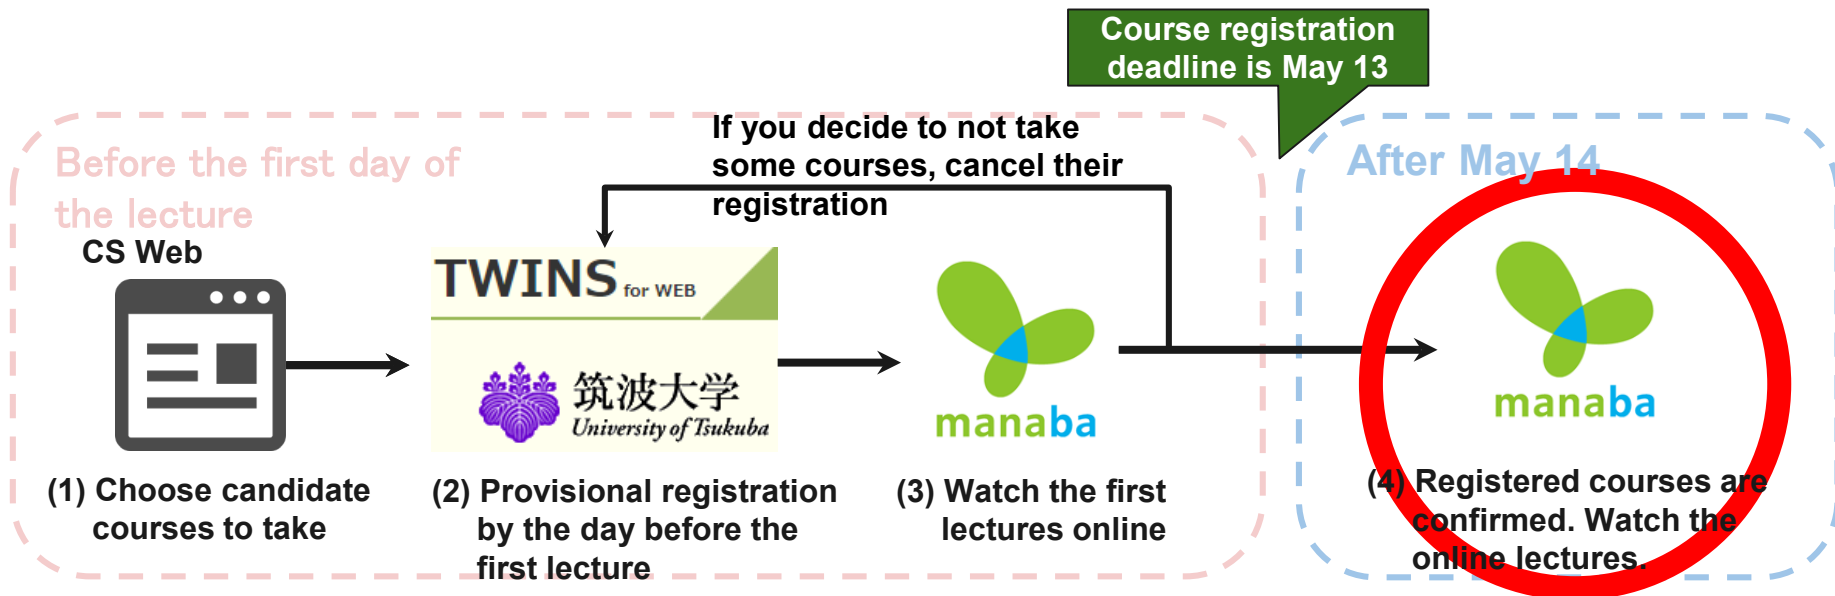 Course registration
deadline is May 13
Before the first day of
the lecture
If you decide to not take
some courses, cancel their
registration
After May 14
CS Web
TWINS for WEB
筑波大学
University of Tsukuba
manaba
manaba
(1) Choose candidate
courses to take
(2) Provisional registration
by the day before the
first lecture
(3) Watch the first
lectures online
(4) Registered courses are
confirmed. Watch the
online lectures.